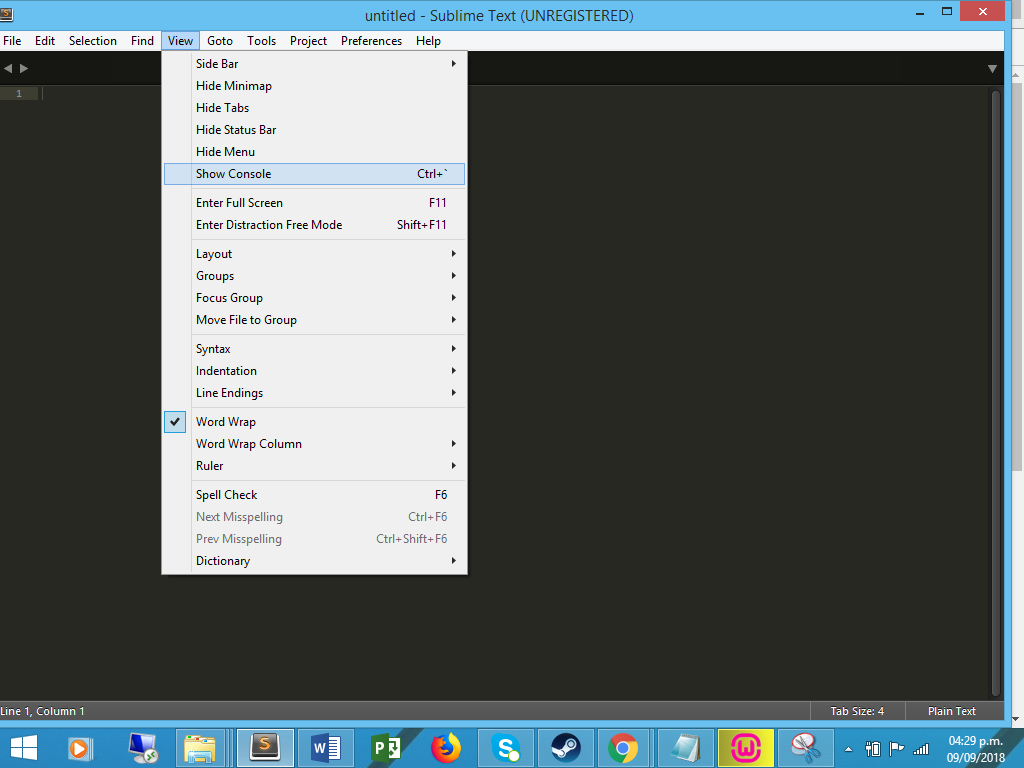 untitled - Sublime Text (UNREGISTERED)
File Edit Selection Find View Goto Tools Project Preferences Help
Side Bar
1
Hide Minimap
Hide Tabs
Hide Status Bar
Hide Menu
Show Console Ctrl+`
Enter Full Screen F11
Enter Distraction Free Mode Shift+F11
Layout
Groups
Focus Group
Move File to Group
Syntax
Indentation
Line Endings
Word Wrap
Word Wrap Column
Ruler
Spell Check F6
Next Misspelling Ctrl+F6
Prev Misspelling Ctrl+Shift+F6
Dictionary
Line 1, Column 1 Tab Size: 4 Plain Text
04:29 p.m.
09/09/2018